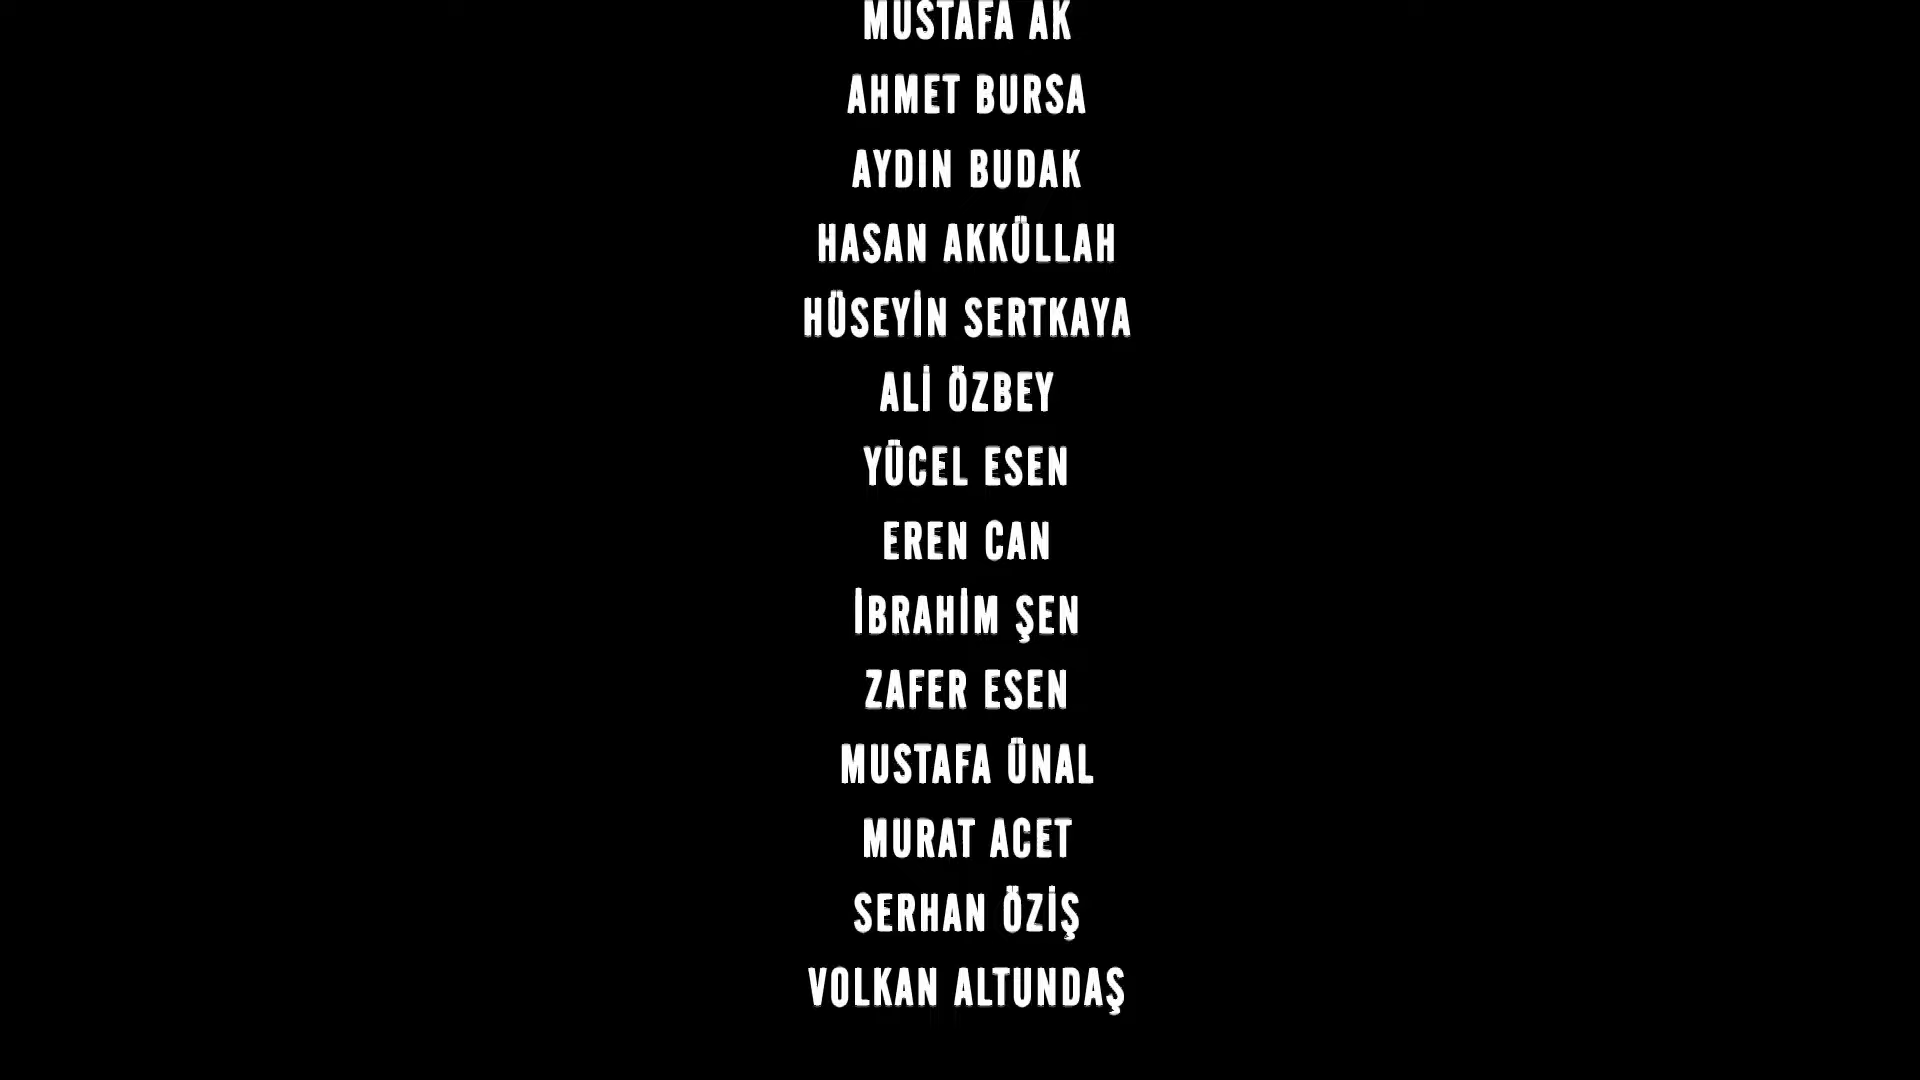 MUSTAFA AK
AHMET BURSA
AYDIN BUDAK
HASAN AKKÜLLAH
HÜSEYİN SERTKAYA
ALİ ÖZBEY
YÜCEL ESEN
EREN CAN
İBRAHİM ŞEN
ZAFER ESEN
MUSTAFA ÜNAL
MURAT ACET
SERHAN ÖZİŞ
VOLKAN ALTUNDAŞ